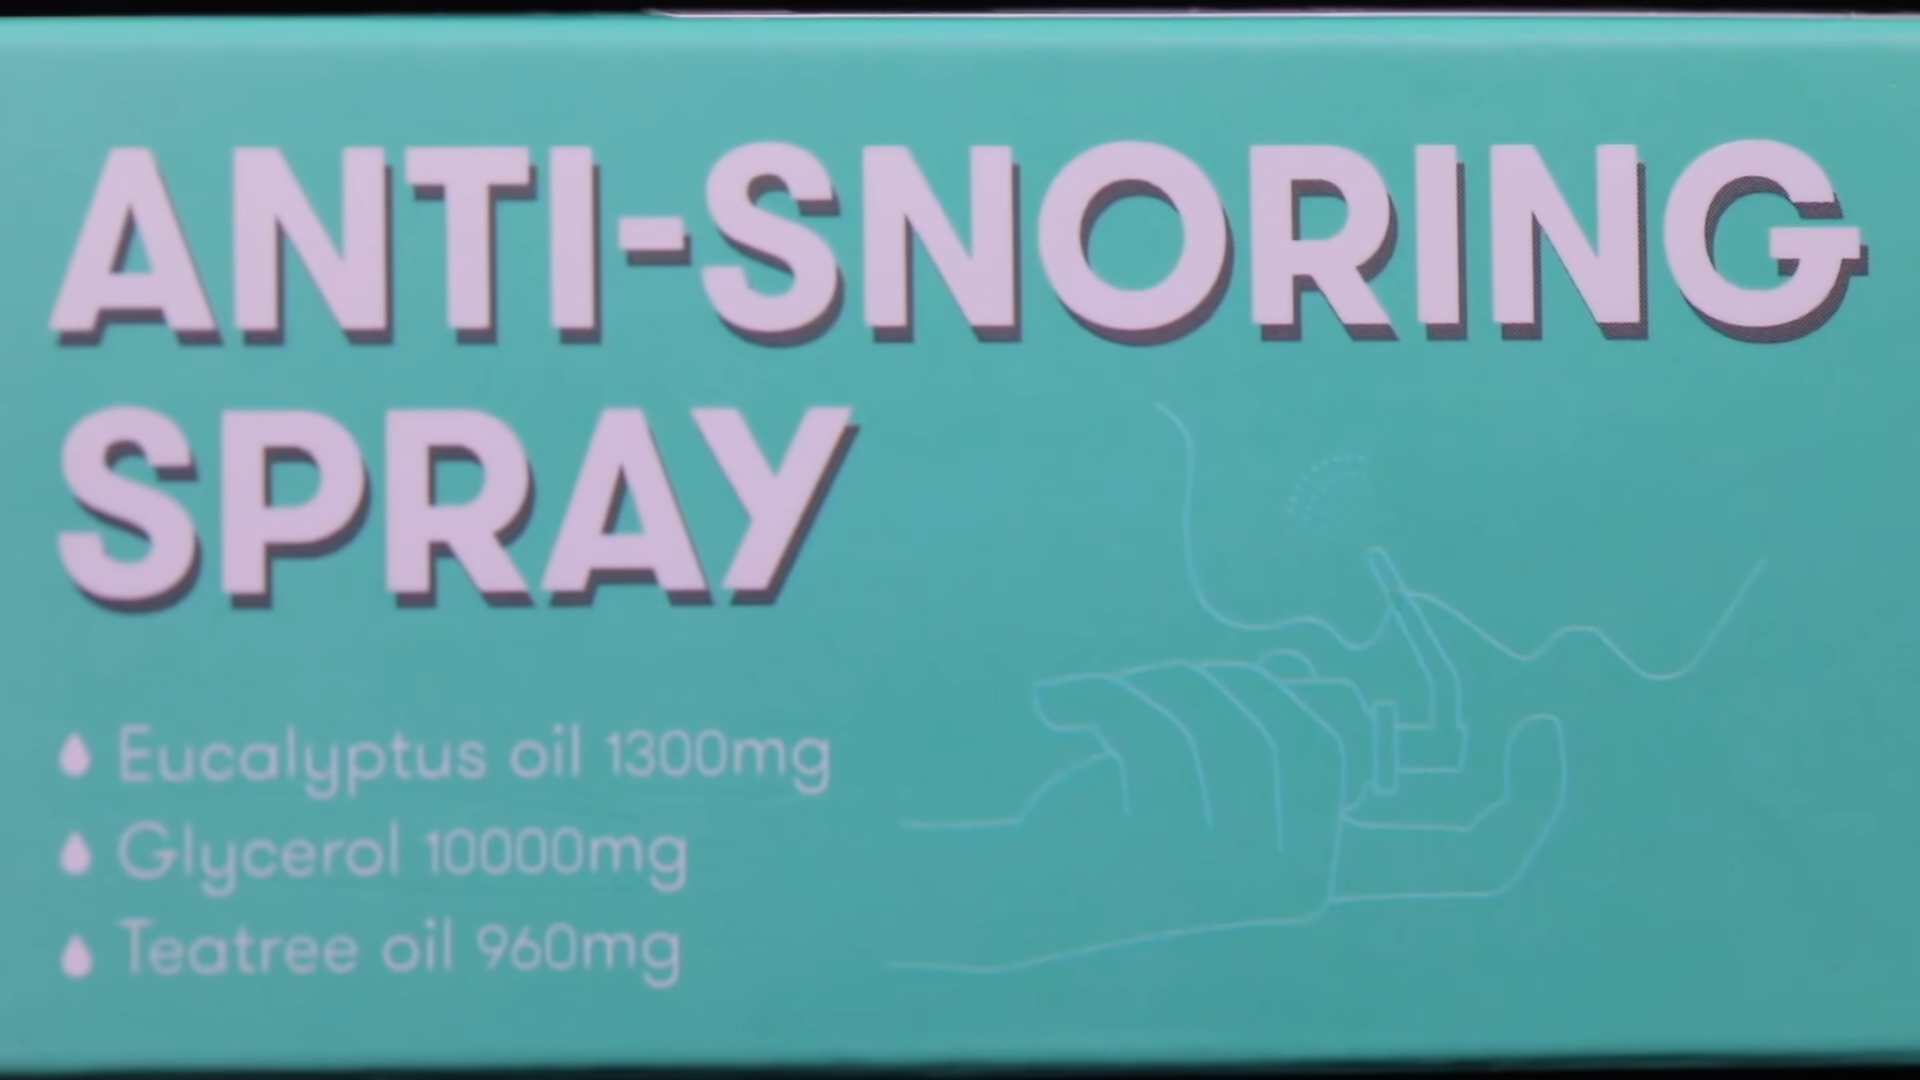 ANTI-SNORING
SPRAY
Eucalyptus oil 1300mg
Glycerol 10000mg
Teatree oil 960mg